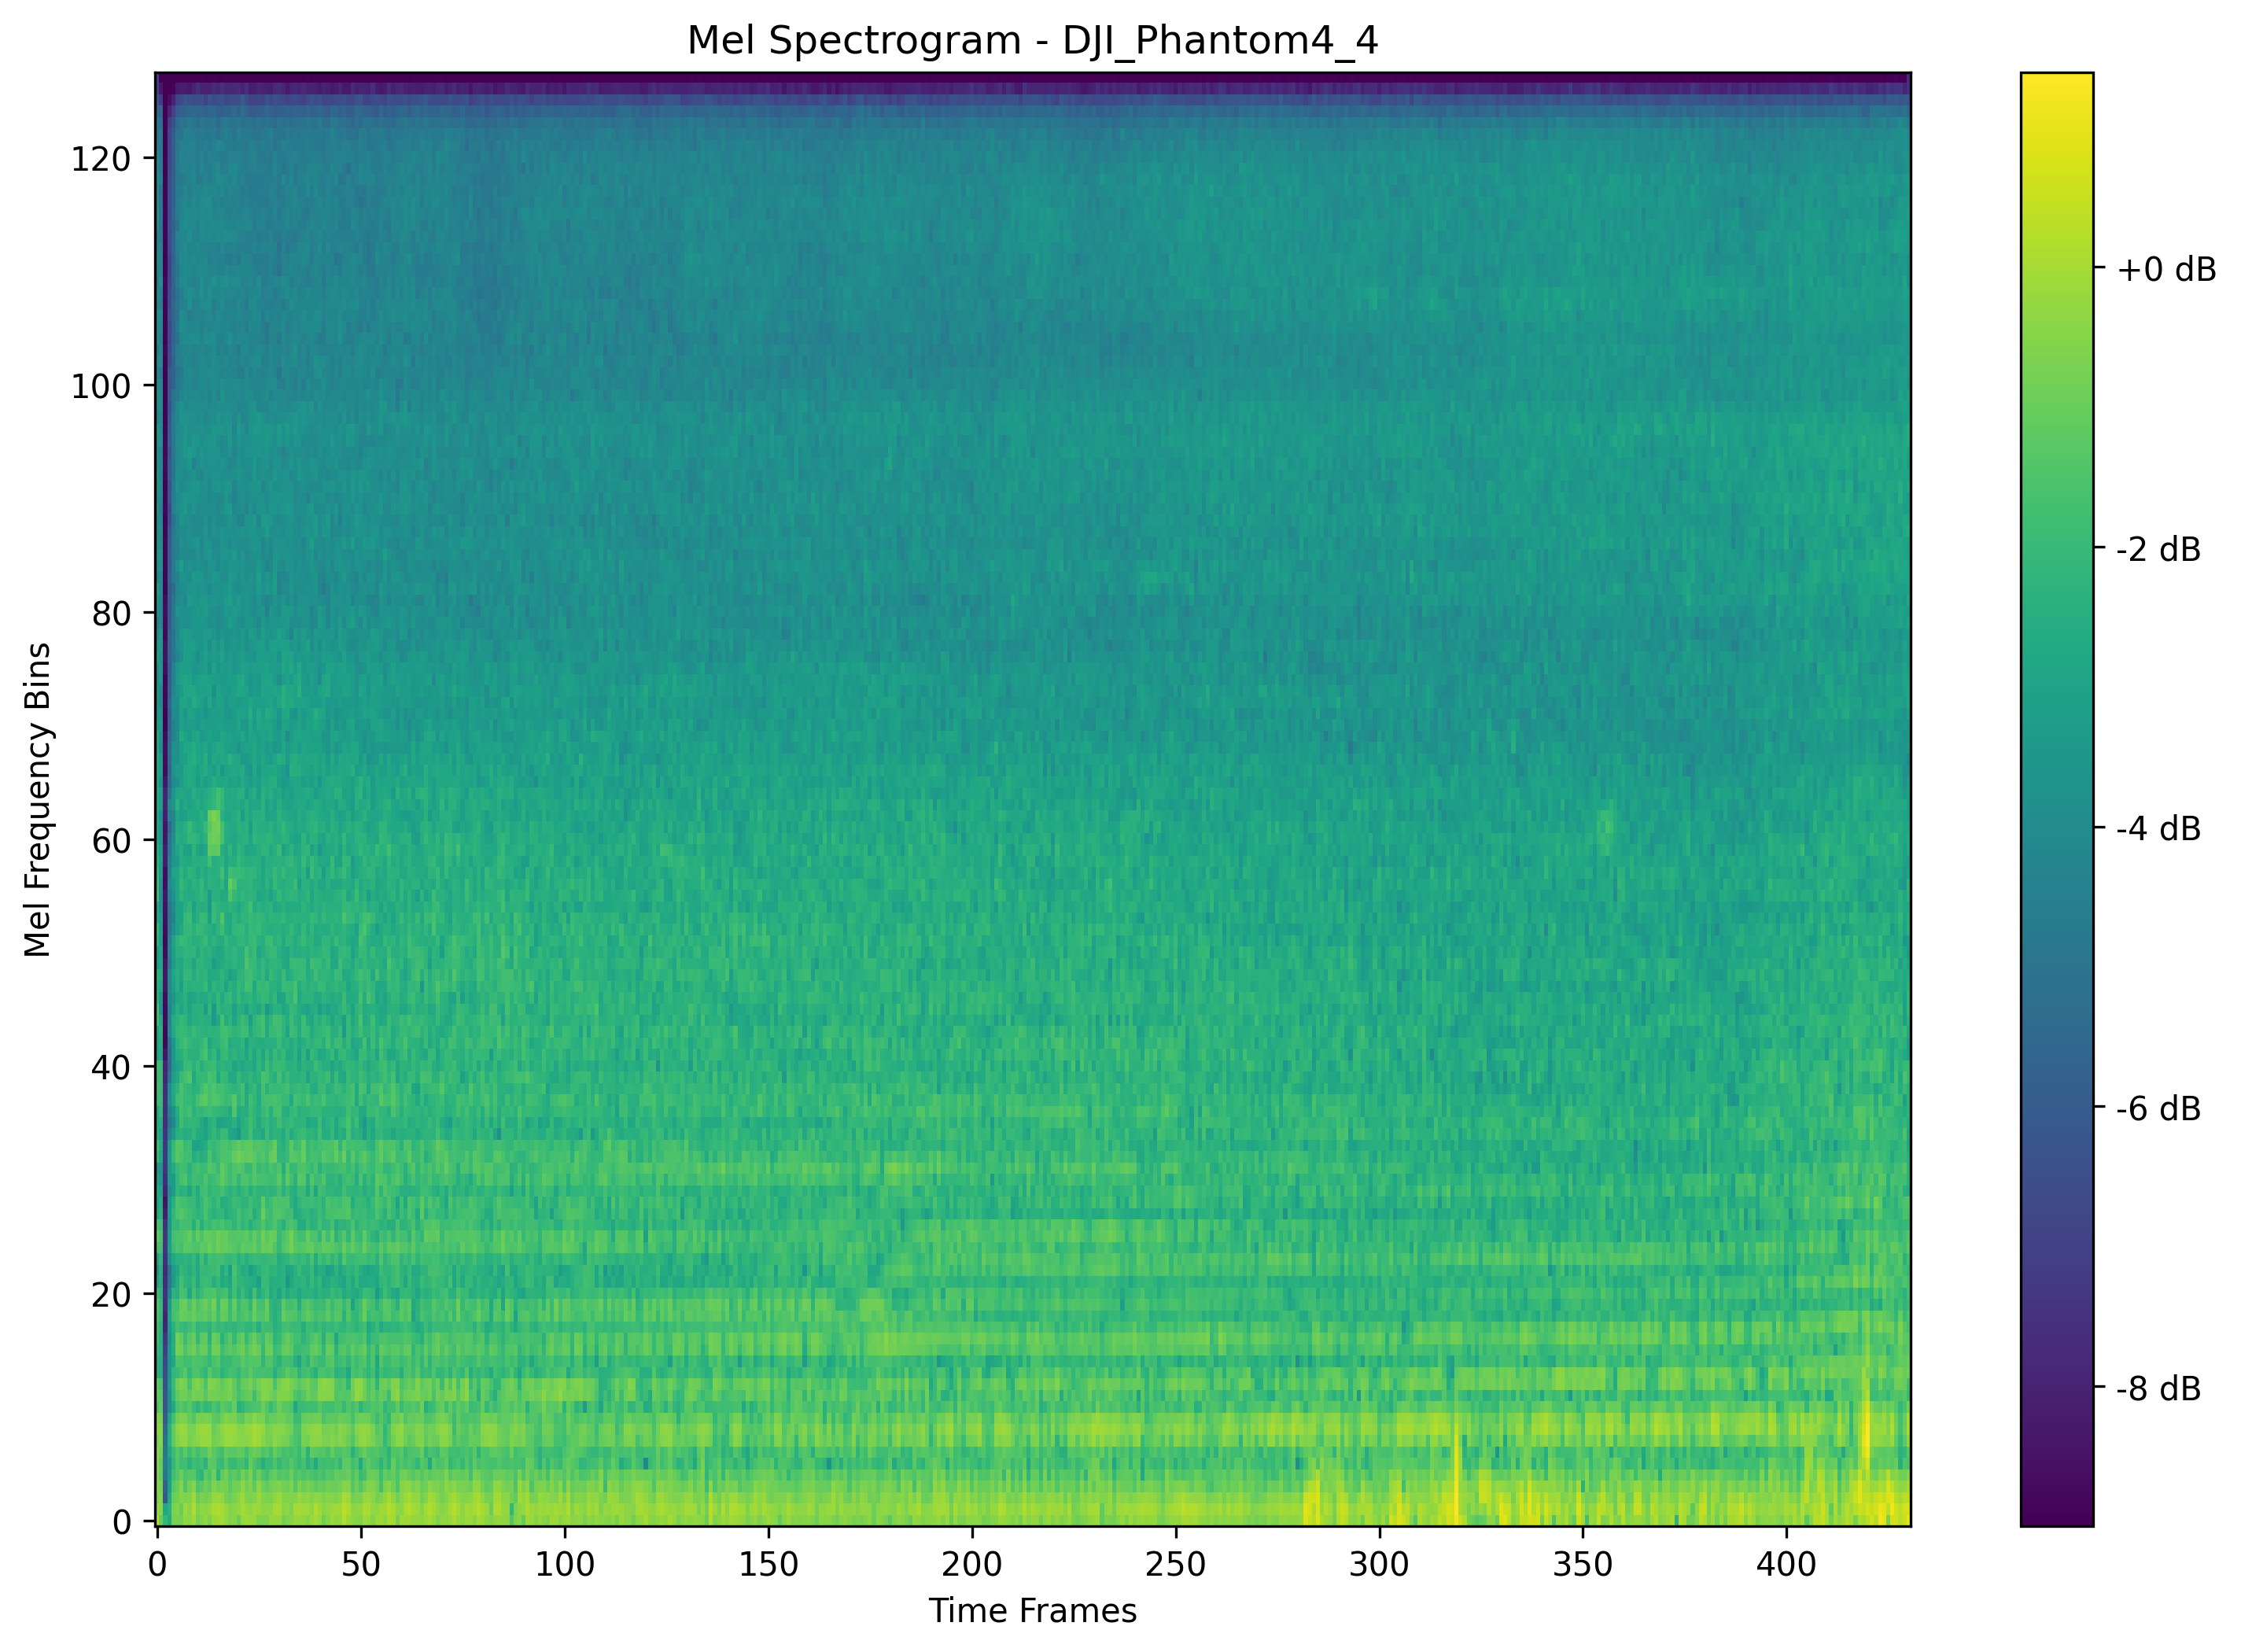 Mel Spectrogram - DJI_Phantom4_4
Mel Frequency Bins
120
100
80
60
40
20
0
0 50 100 150 200 250 300 350 400
Time Frames
+0 dB
-2 dB
-4 dB
-6 dB
-8 dB